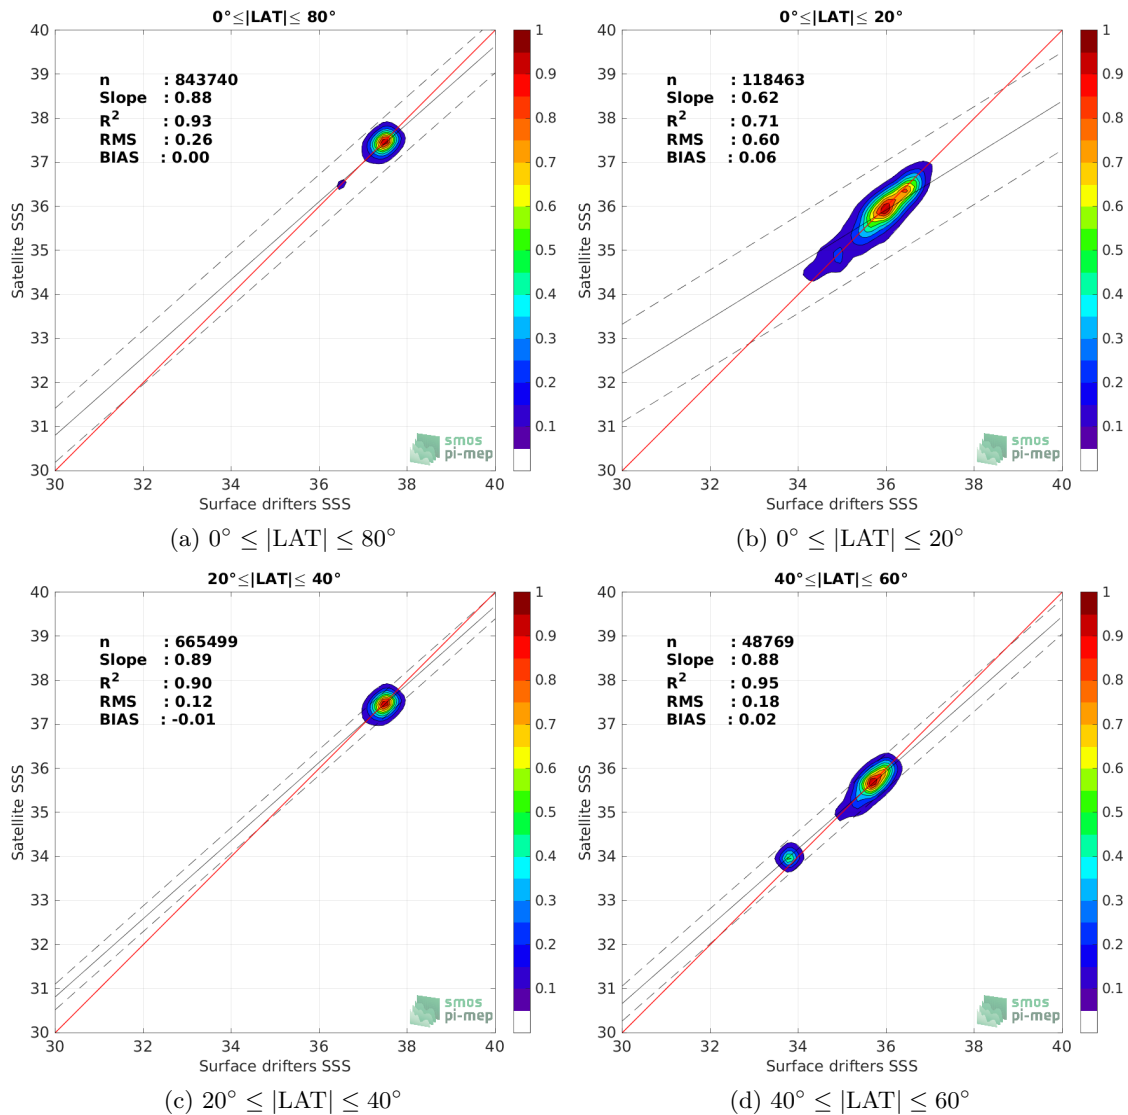 0°≤|LAT|≤ 80°
n : 843740
Slope : 0.88
R² : 0.93
RMS : 0.26
BIAS : 0.00
40
39
38
37
36
35
34
33
32
31
30
Satellite SSS
30 32 34 36 38 40
Surface drifters SSS
1
0.9
0.8
0.7
0.6
0.5
0.4
0.3
0.2
0.1
smos
pi-mep
(a) 0° ≤ |LAT| ≤ 80°
0°≤|LAT|≤ 20°
n : 118463
Slope : 0.62
R² : 0.71
RMS : 0.60
BIAS : 0.06
40
39
38
37
36
35
34
33
32
31
30
Satellite SSS
30 32 34 36 38 40
Surface drifters SSS
1
0.9
0.8
0.7
0.6
0.5
0.4
0.3
0.2
0.1
smos
pi-mep
(b) 0° ≤ |LAT| ≤ 20°
20°≤|LAT|≤ 40°
n : 665499
Slope : 0.89
R² : 0.90
RMS : 0.12
BIAS : -0.01
40
39
38
37
36
35
34
33
32
31
30
Satellite SSS
30 32 34 36 38 40
Surface drifters SSS
1
0.9
0.8
0.7
0.6
0.5
0.4
0.3
0.2
0.1
smos
pi-mep
(c) 20° ≤ |LAT| ≤ 40°
40°≤|LAT|≤ 60°
n : 48769
Slope : 0.88
R² : 0.95
RMS : 0.18
BIAS : 0.02
40
39
38
37
36
35
34
33
32
31
30
Satellite SSS
30 32 34 36 38 40
Surface drifters SSS
1
0.9
0.8
0.7
0.6
0.5
0.4
0.3
0.2
0.1
smos
pi-mep
(d) 40° ≤ |LAT| ≤ 60°